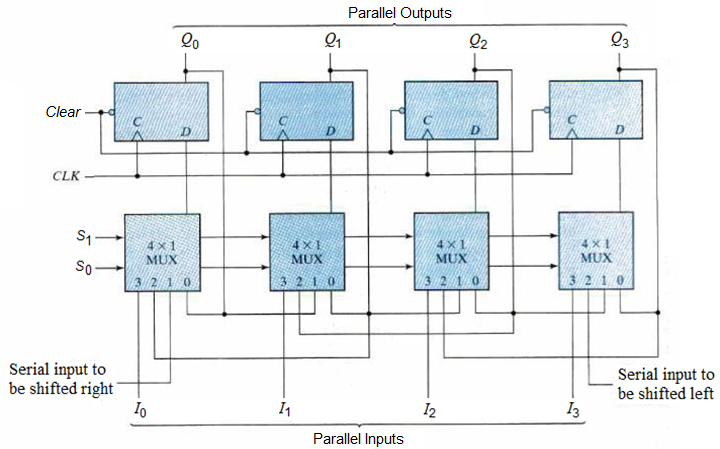 Parallel Outputs
Q0 Q1 Q2 Q3
Clear
C D C D C D C D
CLK
S1
S0
4 × 1 4 × 1 4 × 1 4 × 1
MUX MUX MUX MUX
3 2 1 0 3 2 1 0 3 2 1 0 3 2 1 0
Serial input to
be shifted right
Serial input to
be shifted left
I0 I1 I2 I3
Parallel Inputs